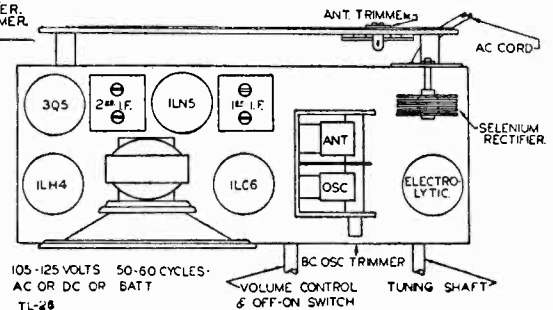 ER.
MER.
ANT. TRIMMERS
AC CORD
3Q5
2ND I.F.
1LN5
1ST I.F.
SELENIUM
RECTIFIER.
ANT
1LH4
1LC6
OSC
ELECTRO-
LYTIC.
BC OSC TRIMMER
105-125 VOLTS 50-60 CYCLES-
AC OR DC OR BATT
VOLUME CONTROL
& OFF-ON SWITCH
TUNING SHAFT
TL-28